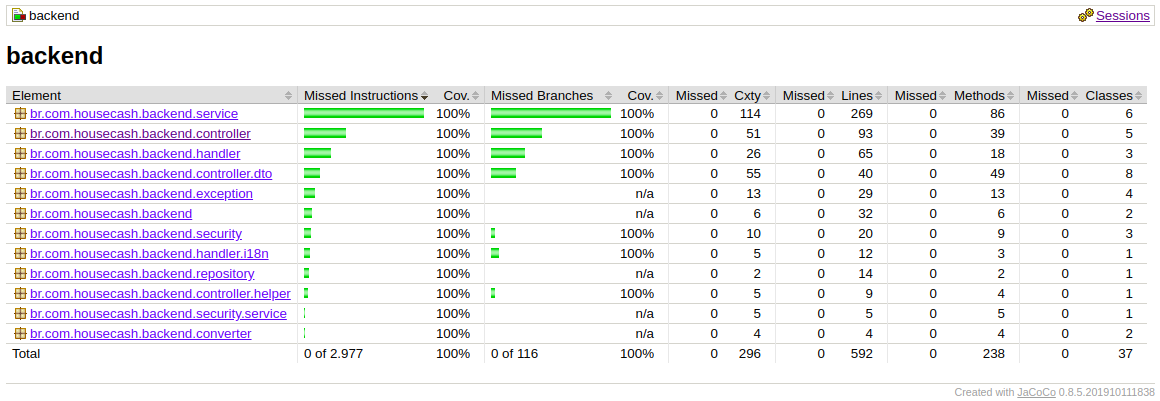 backend Sessions
backend
Element Missed Instructions Cov. Missed Branches Cov. Missed Cxty Missed Lines Missed Methods Missed Classes
br.com.housecash.backend.service 100% 100% 0 114 0 269 0 86 0 6
br.com.housecash.backend.controller 100% 100% 0 51 0 93 0 39 0 5
br.com.housecash.backend.handler 100% 100% 0 26 0 65 0 18 0 3
br.com.housecash.backend.controller.dto 100% 100% 0 55 0 40 0 49 0 8
br.com.housecash.backend.exception 100% n/a 0 13 0 29 0 13 0 4
br.com.housecash.backend 100% n/a 0 6 0 32 0 6 0 2
br.com.housecash.backend.security 100% 100% 0 10 0 20 0 9 0 3
br.com.housecash.backend.handler.i18n 100% 100% 0 5 0 12 0 3 0 1
br.com.housecash.backend.repository 100% n/a 0 2 0 14 0 2 0 1
br.com.housecash.backend.controller.helper 100% 100% 0 5 0 9 0 4 0 1
br.com.housecash.backend.security.service 100% n/a 0 5 0 5 0 5 0 1
br.com.housecash.backend.converter 100% n/a 0 4 0 4 0 4 0 2
Total 0 of 2.977 100% 0 of 116 100% 0 296 0 592 0 238 0 37
Created with JaCoCo 0.8.5.201910111838